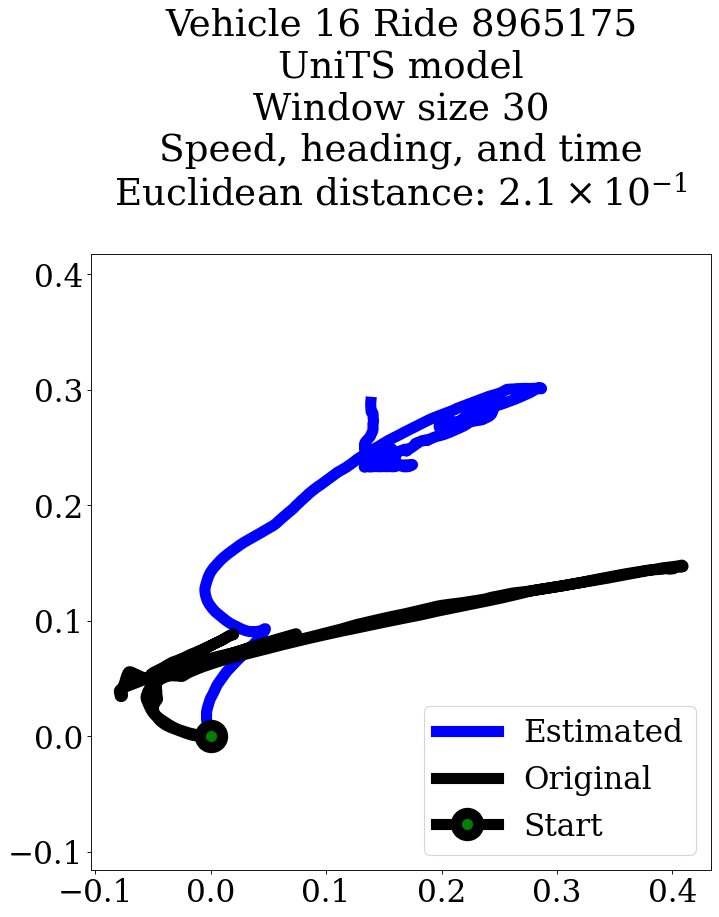 Vehicle 16 Ride 8965175
UniTS model
Window size 30
Speed, heading, and time
Euclidean distance: 2.1 × 10⁻¹
0.4
0.3
0.2
0.1
0.0
−0.1
Estimated
Original
Start
−0.1 0.0 0.1 0.2 0.3 0.4